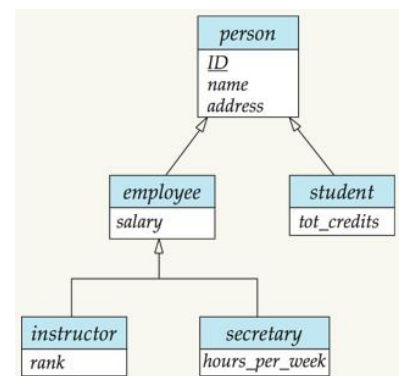 person
ID
name
address
employee
salary
student
tot_credits
instructor
rank
secretary
hours_per_week